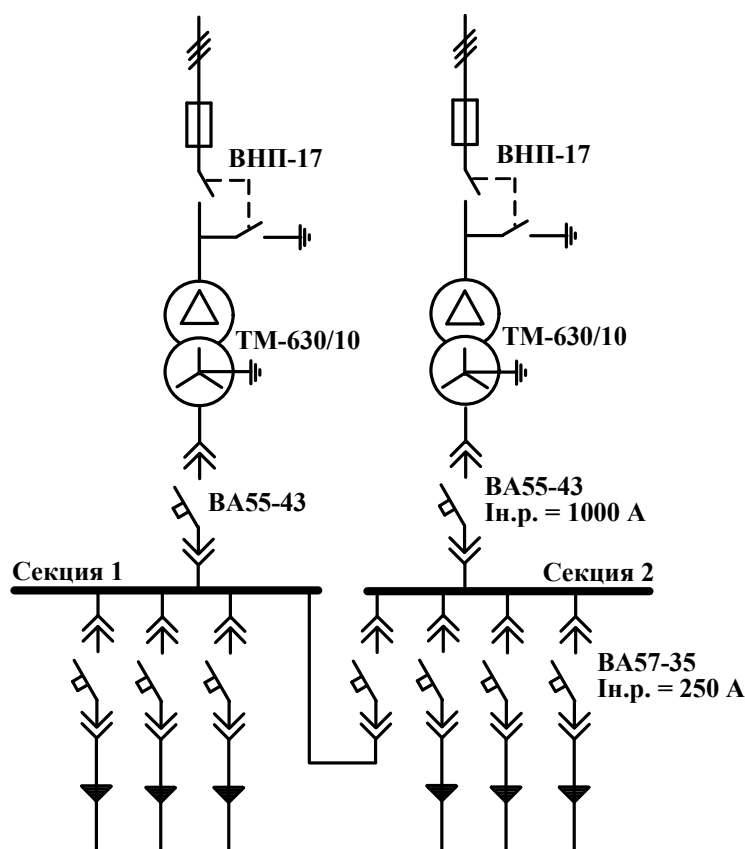 ВНП-17
ВНП-17
ТМ-630/10
ТМ-630/10
ВА55-43
ВА55-43
Iн.р. = 1000 А
Секция 1
Секция 2
ВА57-35
Iн.р. = 250 А